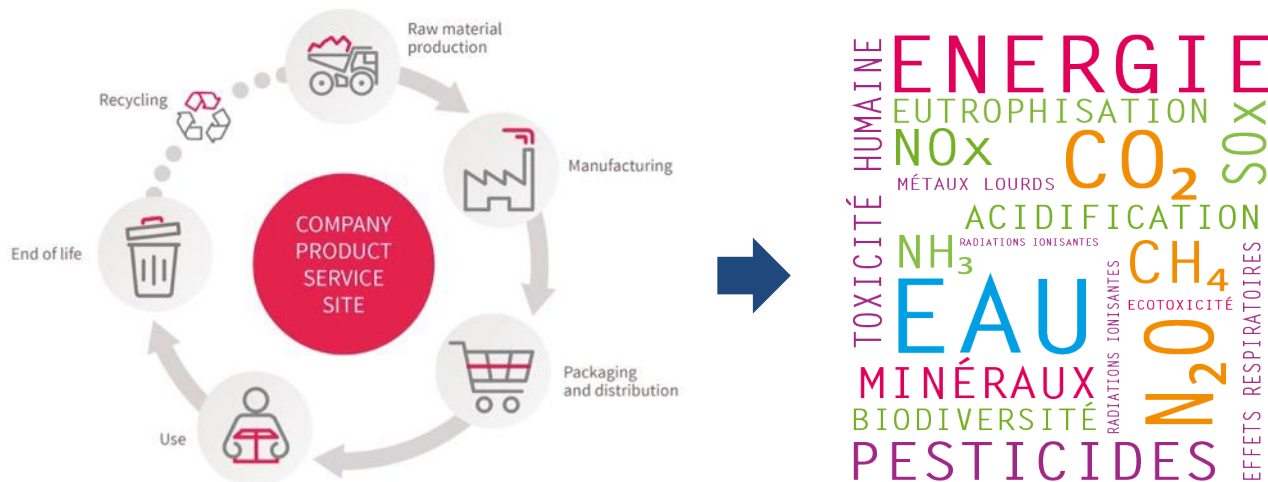 Raw material
production
Recycling
Manufacturing
COMPANY
PRODUCT
SERVICE
SITE
End of life
Packaging
and distribution
Use
TOXICITÉ HUMAINE
ENERGIE
EUTROPHISATION
NOx
CO₂
SOx
MÉTAUX LOURDS
ACIDIFICATION
NH₃
RADIATIONS IONISANTES
CH₄
EAU
ECOTOXICITÉ
RADIATIONS IONISANTES
N₂O
EFFETS RESPIRATOIRES
MINÉRAUX
BIODIVERSITÉ
PESTICIDES